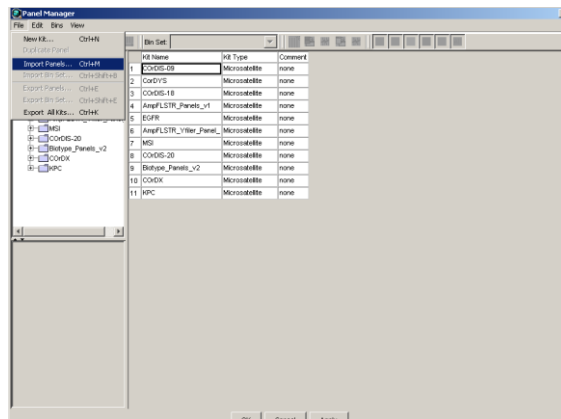 Panel Manager
File Edit Bins View
New Kit... Ctrl+N
Duplicate Panel
Import Panels... Ctrl+M
Import Bin Set... Ctrl+Shift+B
Export Panels... Ctrl+E
Export Bin Set... Ctrl+Shift+E
Export All Kits... Ctrl+K
MSI
COrDIS-20
Biotype_Panels_v2
COrDX
KPC
Bin Set:
Kit Name Kit Type Comment
1 COrDIS-09 Microsatellite none
2 CorDYS Microsatellite none
3 COrDIS-18 Microsatellite none
4 AmpFLSTR_Panels_v1 Microsatellite none
5 EGFR Microsatellite none
6 AmpFLSTR_Yfiler_Panel_ Microsatellite none
7 MSI Microsatellite none
8 COrDIS-20 Microsatellite none
9 Biotype_Panels_v2 Microsatellite none
10 COrDX Microsatellite none
11 KPC Microsatellite none
OK Cancel Apply